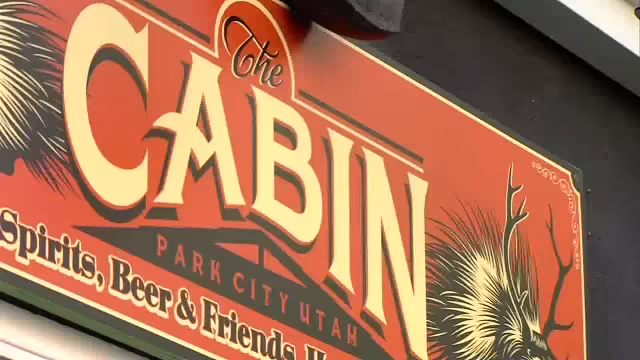 The
CABIN
PARK CITY UTAH
Spirits, Beer & Friends,